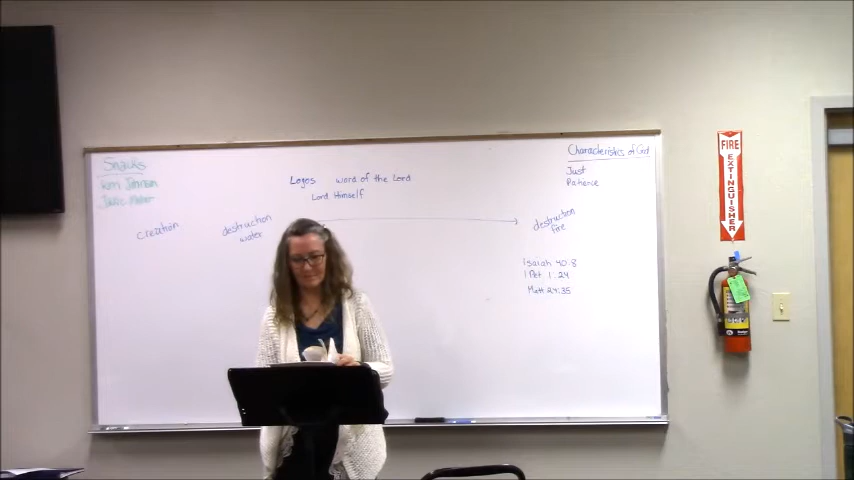 Snacks
Logos word of the Lord
Lord Himself
creation
destruction
water
destruction
fire
Characteristics of God
Just
Patience
Isaiah 40:8
1 Pet 1:24
Matt 24:35
FIRE
EXTINGUISHER